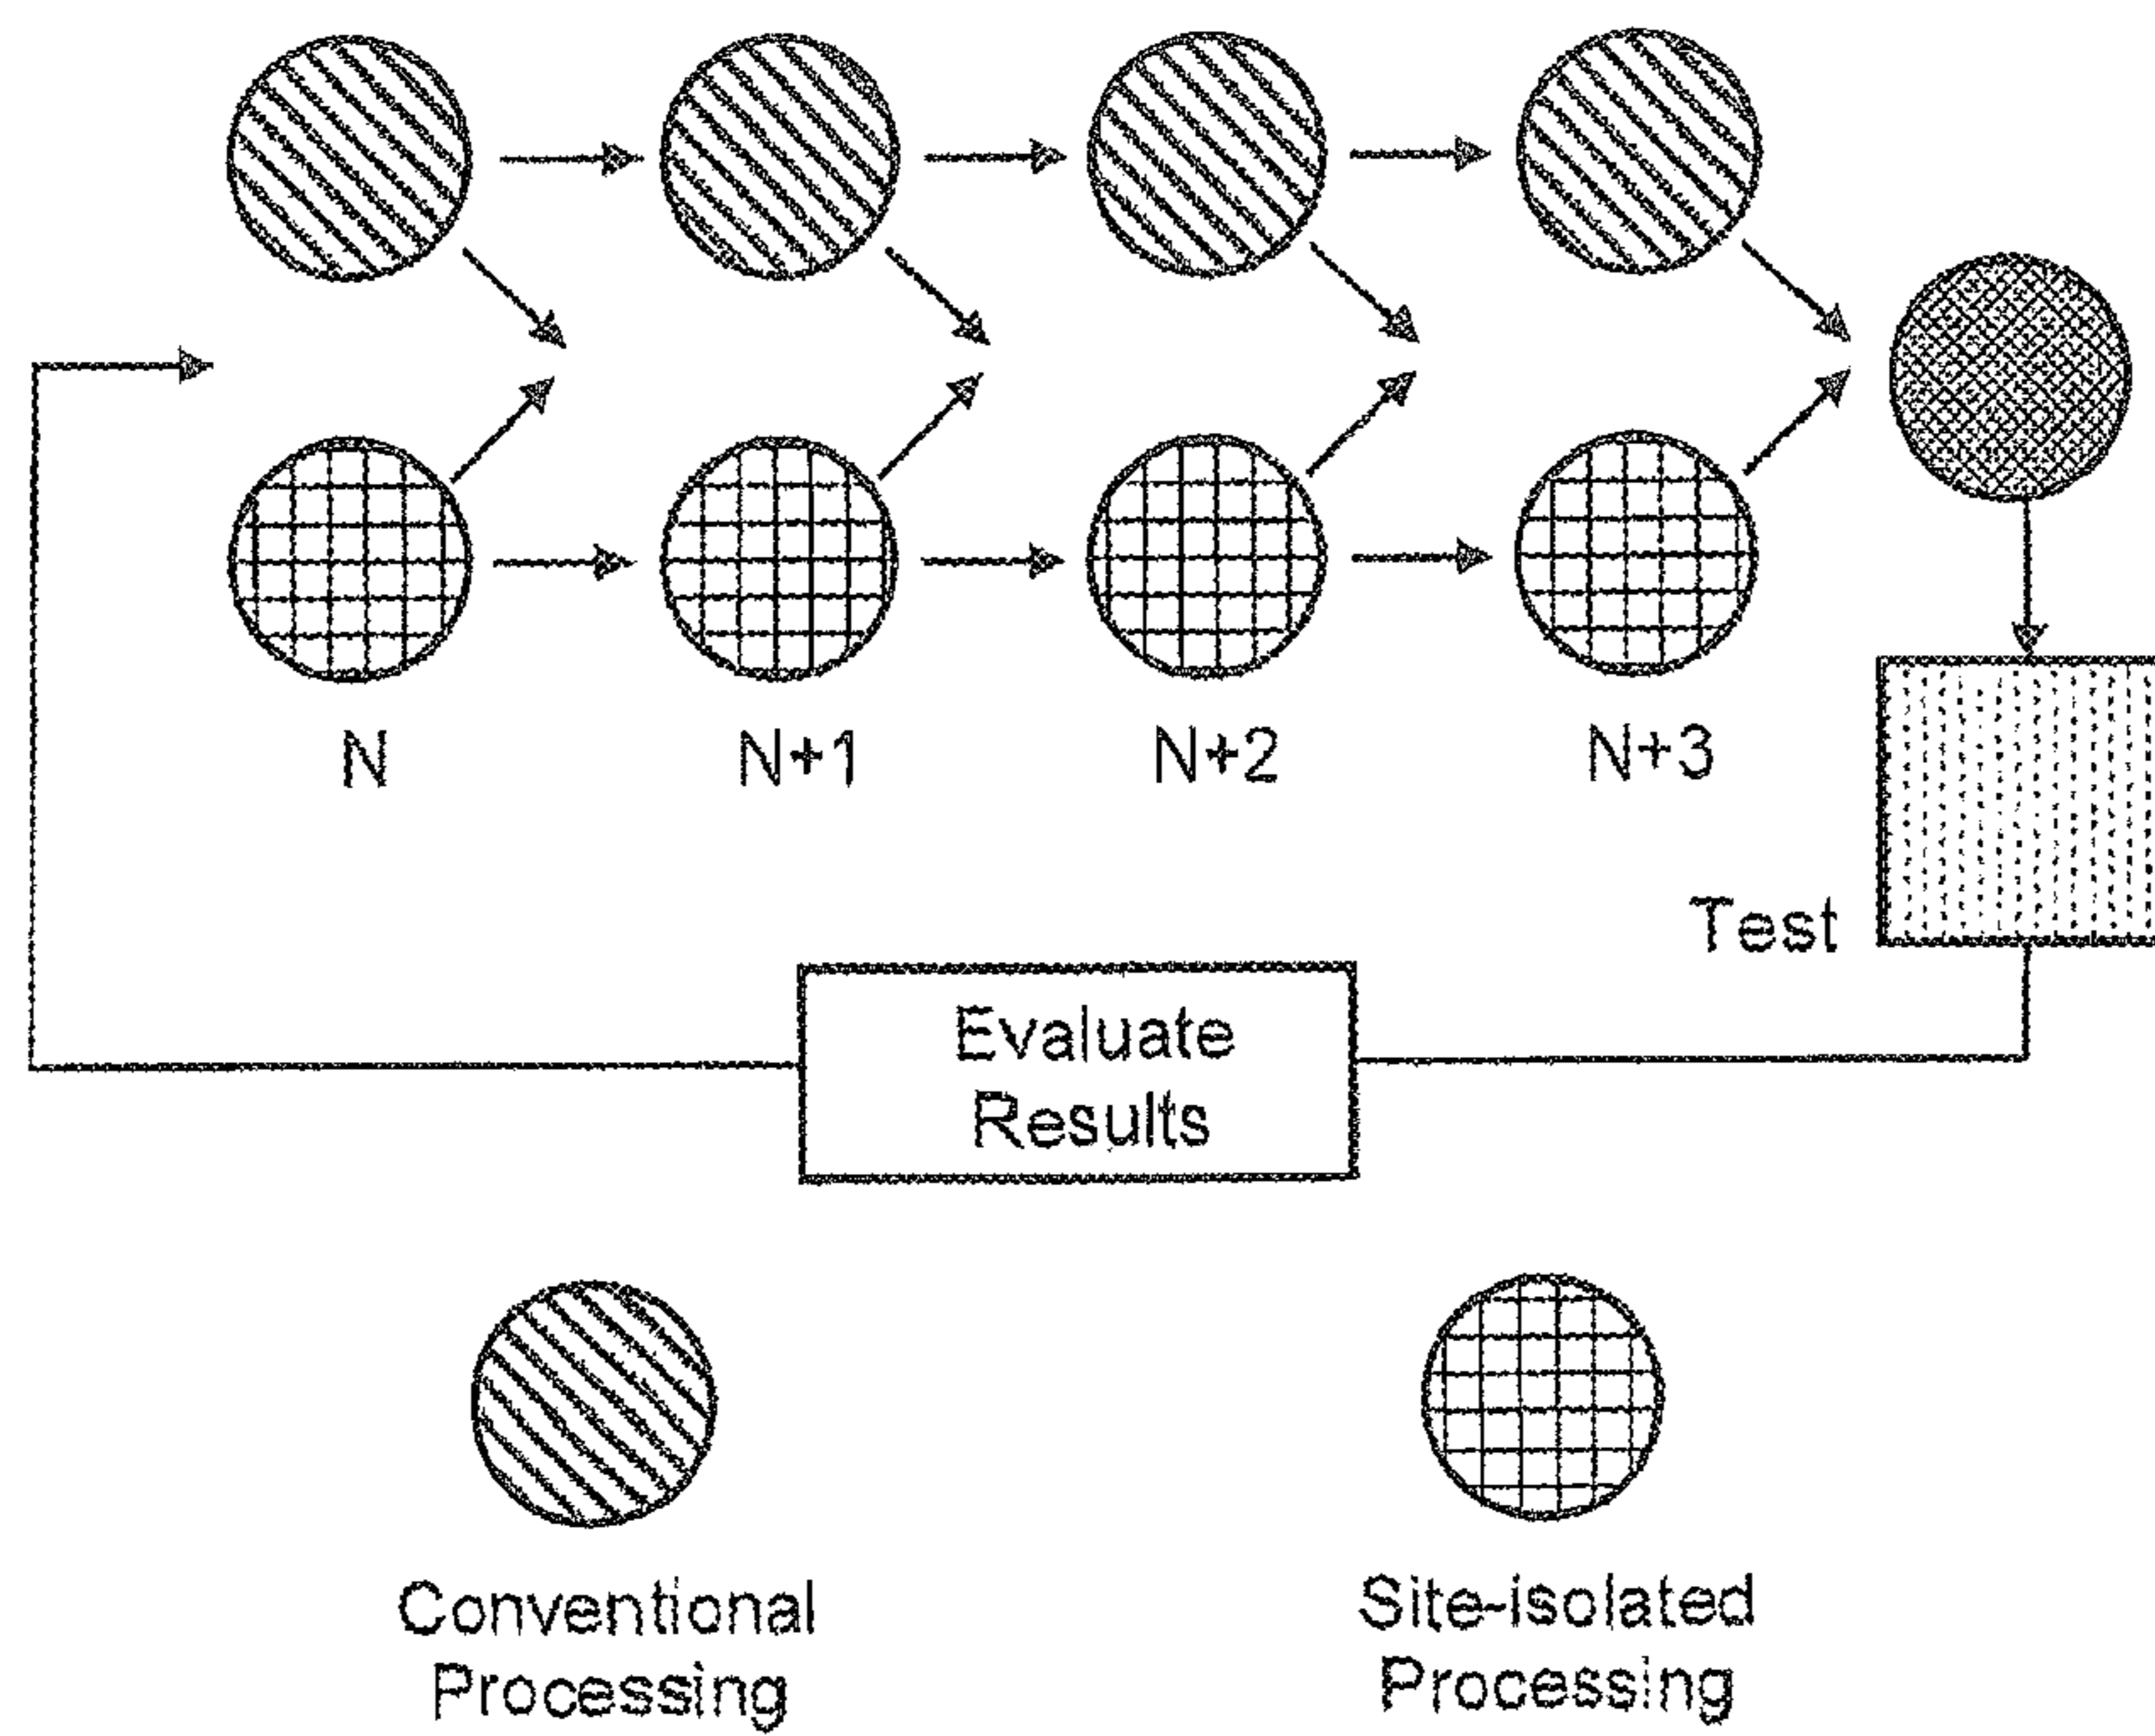 N
N+1
N+2
N+3
Test
Evaluate
Results
Conventional
Processing
Site-isolated
Processing